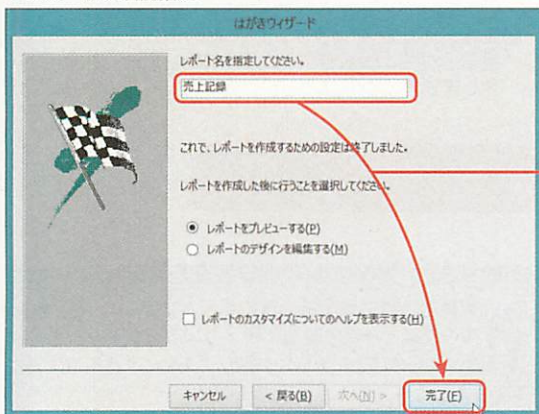 はがきウィザード
レポート名を指定してください。
売上記録
これで、レポートを作成するための設定は終了しました。
レポートを作成した後に行うことを選択してください。
レポートをプレビューする(P)
レポートのデザインを編集する(M)
レポートのカスタマイズについてのヘルプを表示する(H)
キャンセル
< 戻る(B)
次へ(N) >
完了(F)